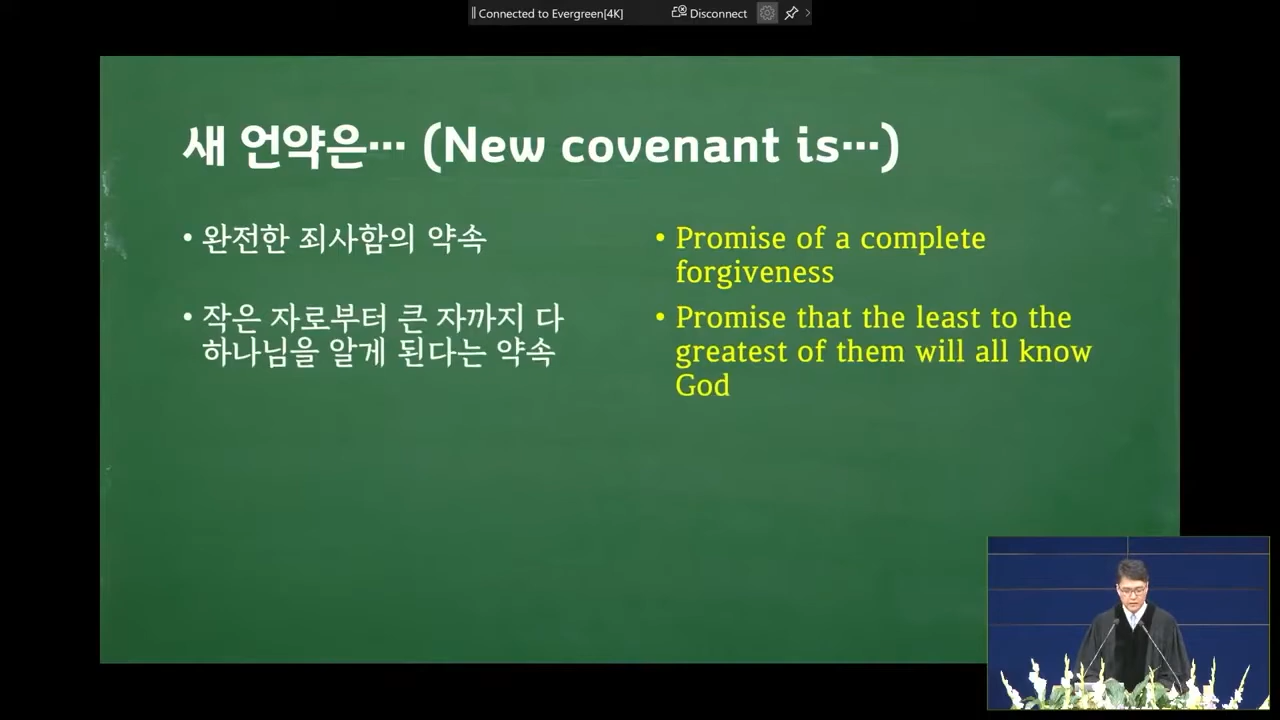 Connected to Evergreen[4K]
Disconnect
새 언약은… (New covenant is…)
• 완전한 죄사함의 약속
• 작은 자로부터 큰 자까지 다
하나님을 알게 된다는 약속
• Promise of a complete
forgiveness
• Promise that the least to the
greatest of them will all know
God